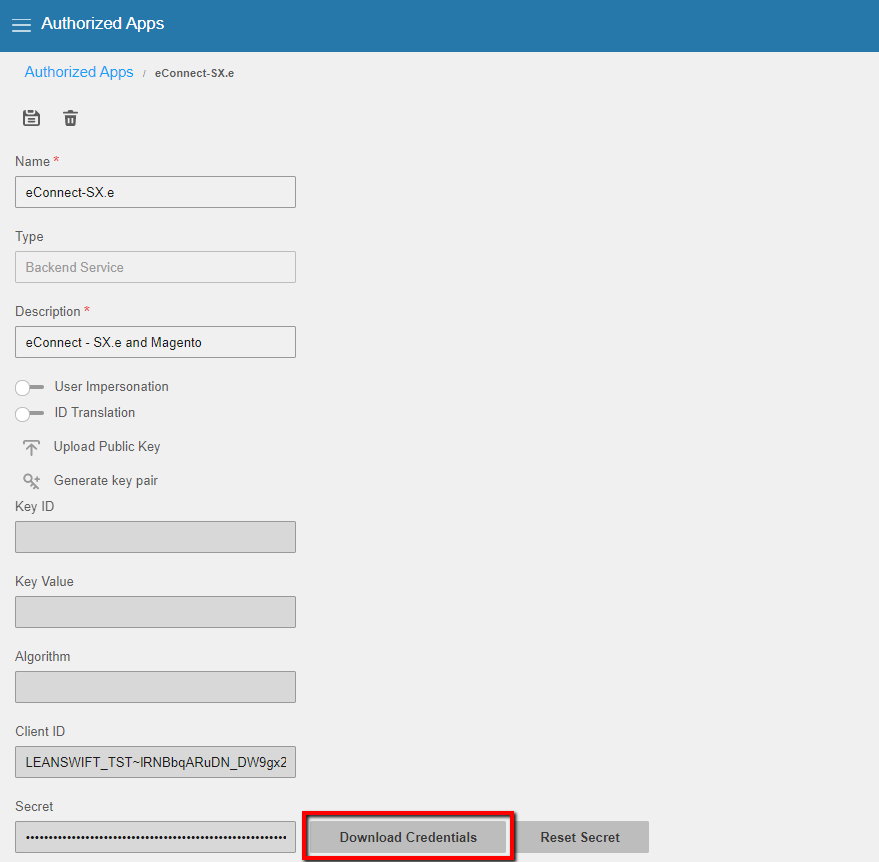 Authorized Apps
Authorized Apps / eConnect-SX.e
Name *
eConnect-SX.e
Type
Backend Service
Description *
eConnect - SX.e and Magento
User Impersonation
ID Translation
Upload Public Key
Generate key pair
Key ID
Key Value
Algorithm
Client ID
LEANSWIFT_TST~IRNBbqARuDN_DW9gx2
Secret
Download Credentials Reset Secret